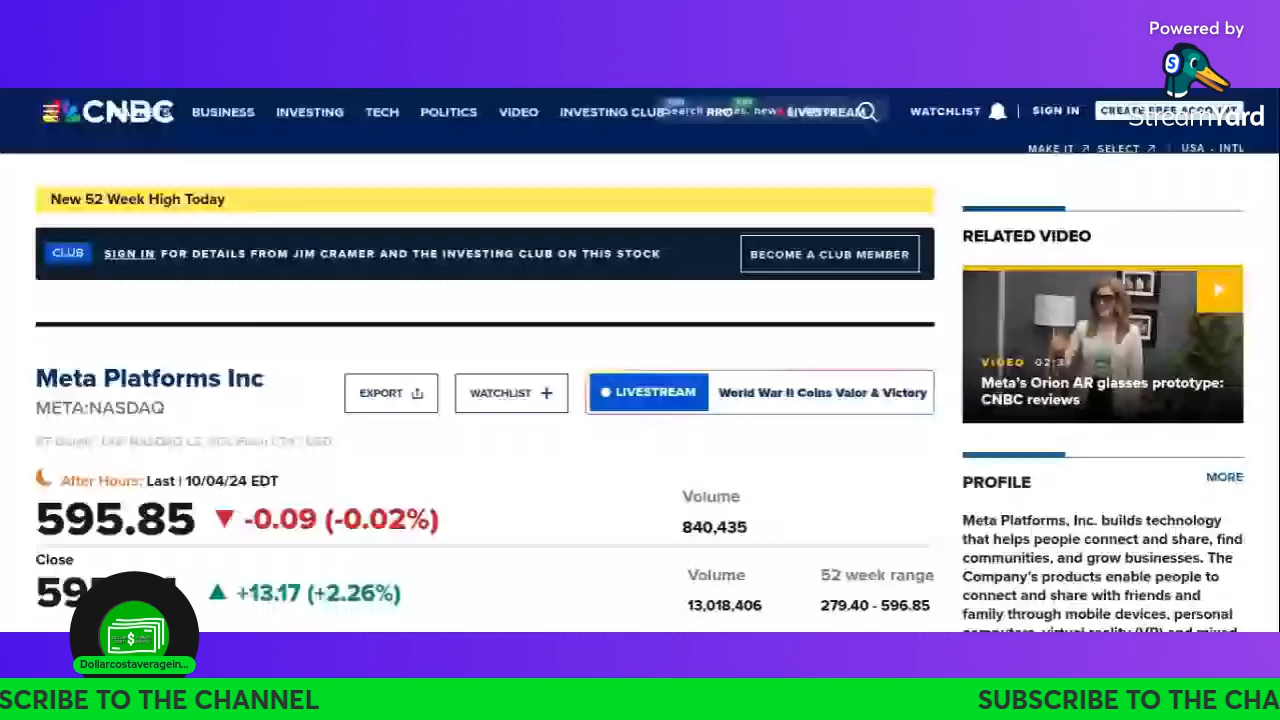 Powered by
StreamYard
CNBC BUSINESS INVESTING TECH POLITICS VIDEO INVESTING CLUB PRO LIVESTREAM WATCHLIST SIGN IN CREATE FREE ACCOUNT
MAKE IT SELECT USA INTL
New 52 Week High Today
CLUB SIGN IN FOR DETAILS FROM JIM CRAMER AND THE INVESTING CLUB ON THIS STOCK BECOME A CLUB MEMBER
Meta Platforms Inc
META:NASDAQ
EXPORT WATCHLIST + LIVESTREAM World War II Coins Valor & Victory
After Hours: Last | 10/04/24 EDT
595.85 ▼ -0.09 (-0.02%)
Volume
840,435
Close
▲ +13.17 (+2.26%)
Volume
13,018,406
52 week range
279.40 - 596.85
RELATED VIDEO
VIDEO
Meta's Orion AR glasses prototype:
CNBC reviews
PROFILE MORE
Meta Platforms, Inc. builds technology
that helps people connect and share, find
communities, and grow businesses. The
Company's products enable people to
connect and share with friends and
family through mobile devices, personal
Dollarcostaveragein...
SCRIBE TO THE CHANNEL
SUBSCRIBE TO THE CHA